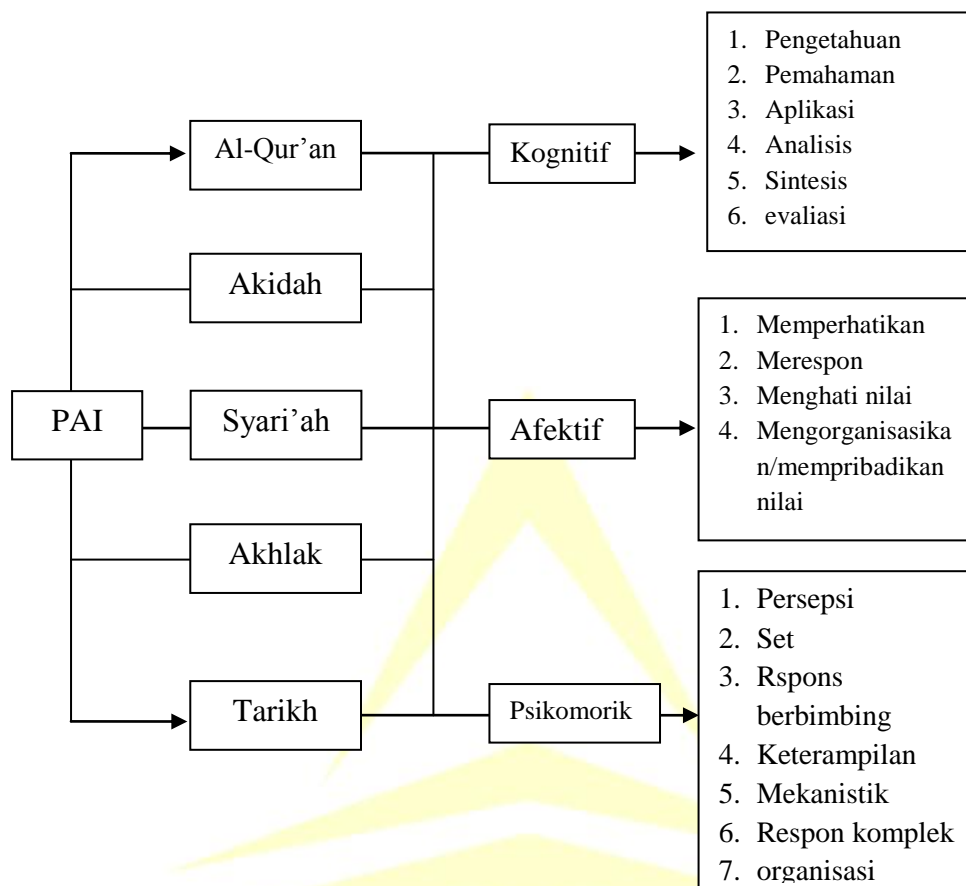 PAI
Al-Qur'an
Akidah
Syari'ah
Akhlak
Tarikh
Kognitif
Afektif
Psikomorik
1. Pengetahuan
2. Pemahaman
3. Aplikasi
4. Analisis
5. Sintesis
6. evaliasi
1. Memperhatikan
2. Merespon
3. Menghati nilai
4. Mengorganisasika
n/mempribadikan
nilai
1. Persepsi
2. Set
3. Rspons
berbimbing
4. Keterampilan
5. Mekanistik
6. Respon komplek
7. organisasi